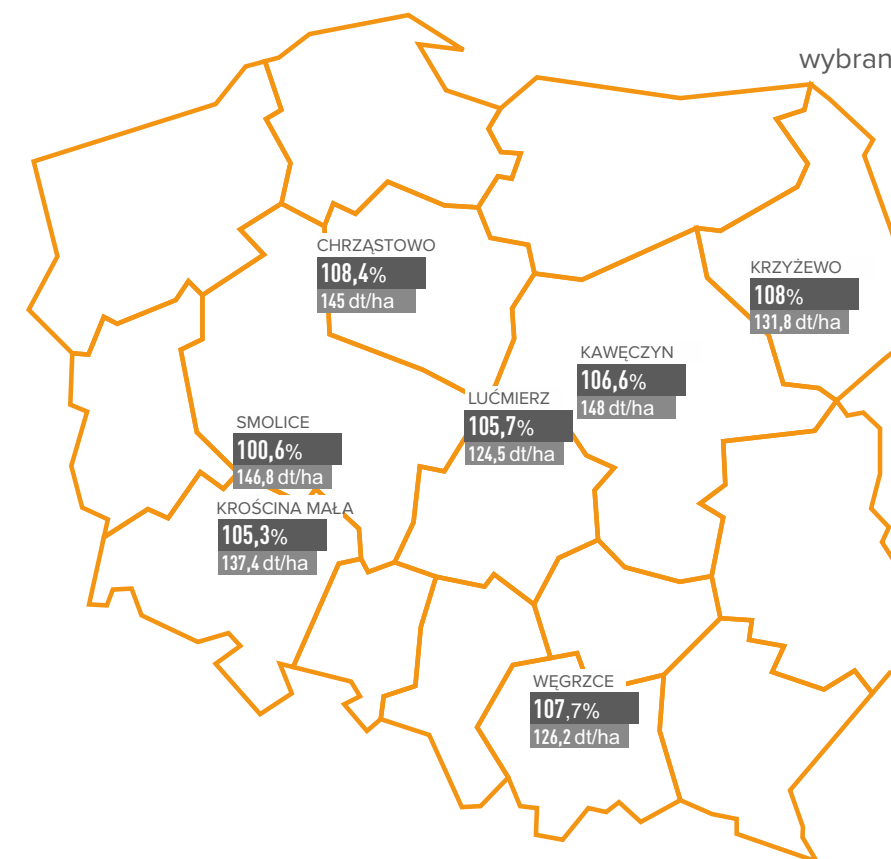 wybran
CHRZĄSTOWO
108,4%
145 dt/ha
KRZYŻEWO
108%
131,8 dt/ha
KAWĘCZYN
106,6%
148 dt/ha
LUĆMIERZ
105,7%
124,5 dt/ha
SMOLICE
100,6%
146,8 dt/ha
KROŚCINA MAŁA
105,3%
137,4 dt/ha
WĘGRZCE
107,7%
126,2 dt/ha